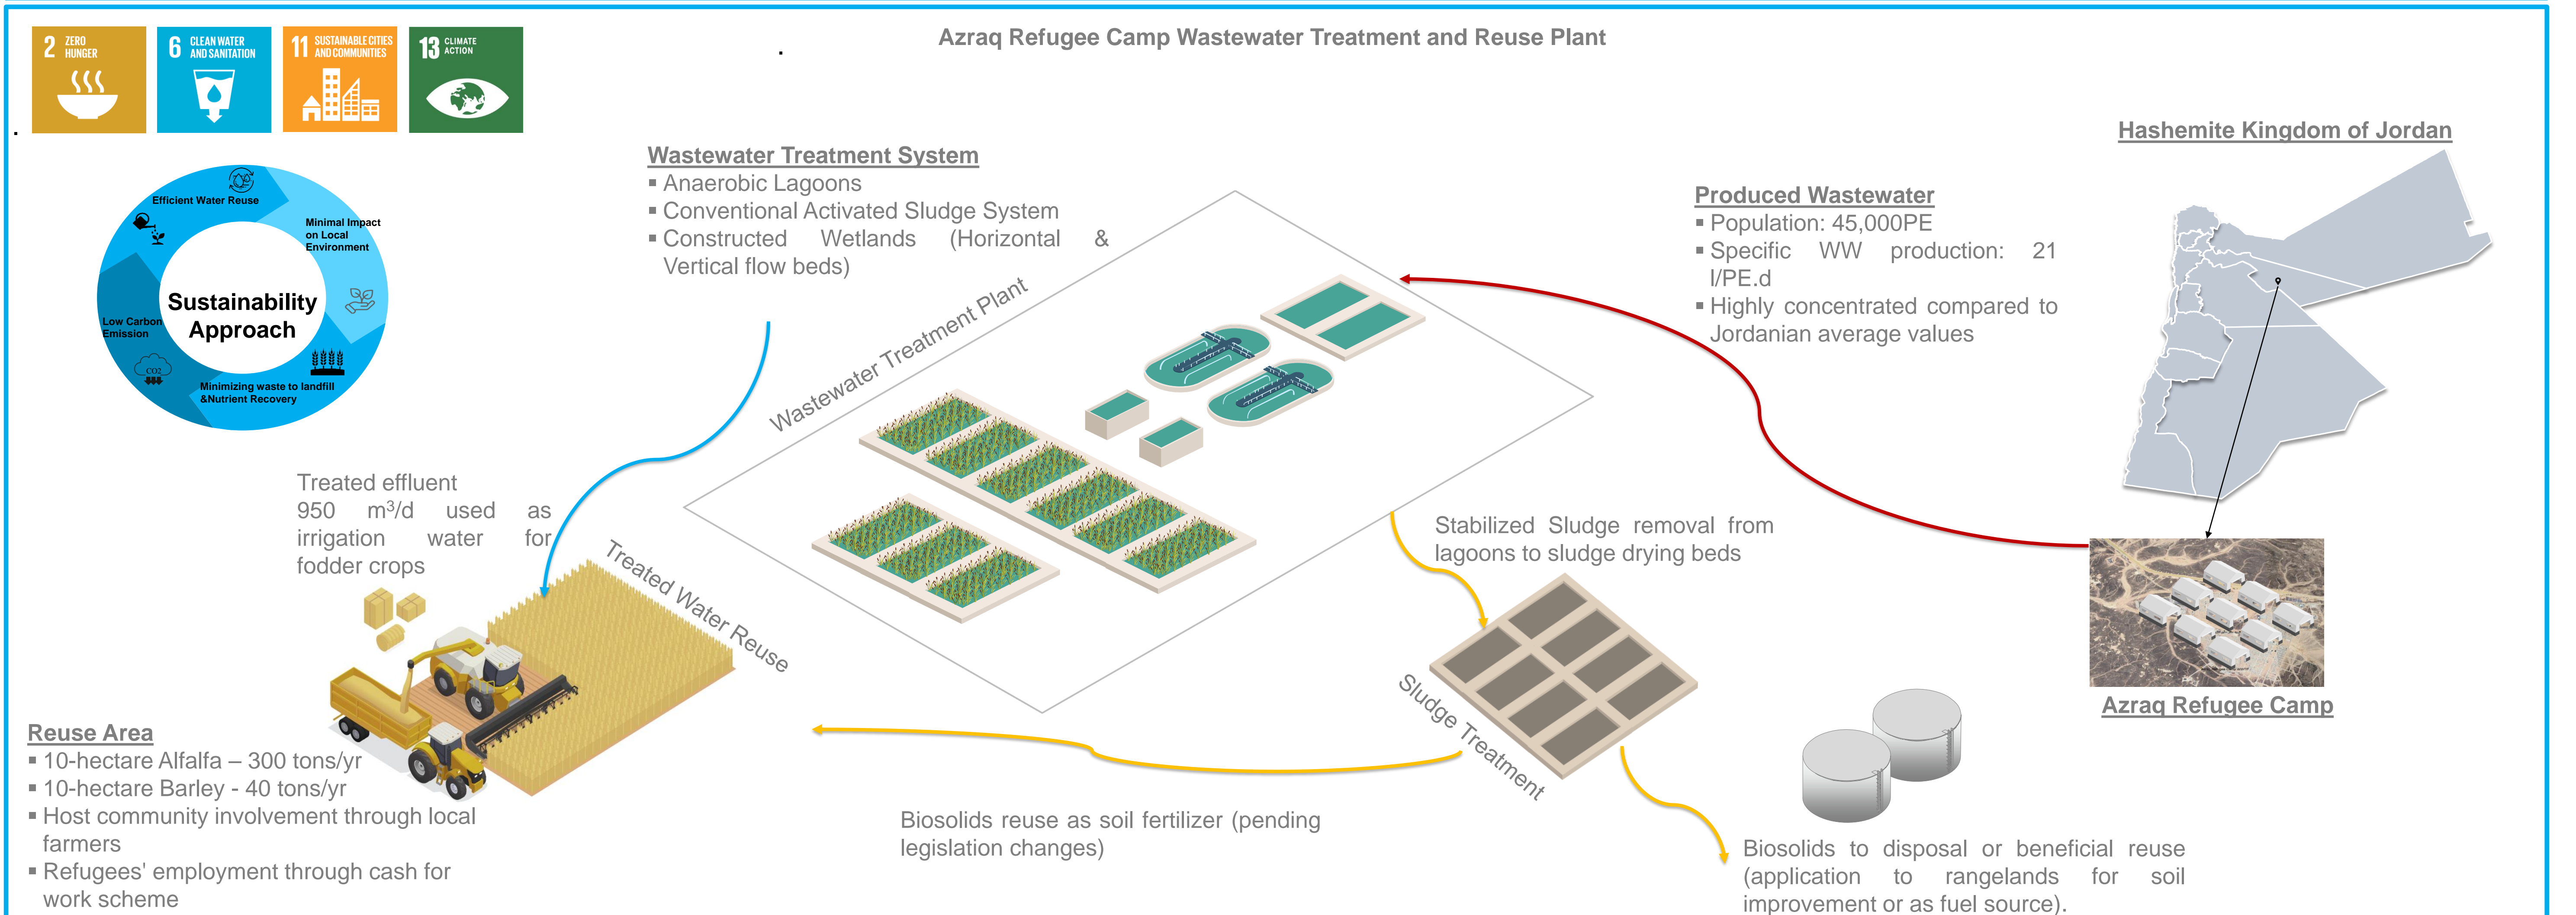 Azraq Refugee Camp Wastewater Treatment and Reuse Plant
2 ZERO
HUNGER
6 CLEAN WATER
AND SANITATION
11 SUSTAINABLE CITIES
AND COMMUNITIES
13 CLIMATE
ACTION
Efficient Water Reuse
Minimal Impact
on Local
Environment
Sustainability
Approach
Low Carbon
Emission
CO2
Minimizing waste to landfill
&Nutrient Recovery
Wastewater Treatment System
▪ Anaerobic Lagoons
▪ Conventional Activated Sludge System
▪ Constructed Wetlands (Horizontal &
Vertical flow beds)
Wastewater Treatment Plant
Produced Wastewater
▪ Population: 45,000PE
▪ Specific WW production: 21
l/PE.d
▪ Highly concentrated compared to
Jordanian average values
Hashemite Kingdom of Jordan
Azraq Refugee Camp
Treated effluent
950 m³/d used as
irrigation water for
fodder crops
Treated Water Reuse
Stabilized Sludge removal from
lagoons to sludge drying beds
Sludge Treatment
Reuse Area
▪ 10-hectare Alfalfa – 300 tons/yr
▪ 10-hectare Barley - 40 tons/yr
▪ Host community involvement through local
farmers
▪ Refugees' employment through cash for
work scheme
Biosolids reuse as soil fertilizer (pending
legislation changes)
Biosolids to disposal or beneficial reuse
(application to rangelands for soil
improvement or as fuel source).